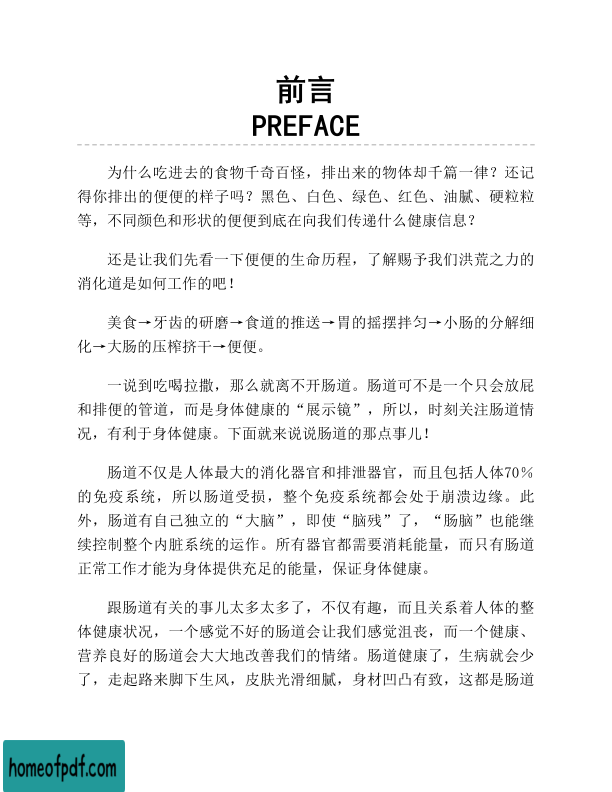 前言
PREFACE
为什么吃进去的食物千奇百怪，排出来的物体却千篇一律？还记
得你排出的便便的样子吗？黑色、白色、绿色、红色、油腻、硬粒粒
等，不同颜色和形状的便便到底在向我们传递什么健康信息？
还是让我们先看一下便便的生命历程，了解赐予我们洪荒之力的
消化道是如何工作的吧！
美食→牙齿的研磨→食道的推送→胃的摇摆拌匀→小肠的分解细
化→大肠的压榨挤干→便便。
一说到吃喝拉撒，那么就离不开肠道。肠道可不是一个只会放屁
和排便的管道，而是身体健康的“展示镜”，所以，时刻关注肠道情
况，有利于身体健康。下面就来说说肠道的那点事儿！
肠道不仅是人体最大的消化器官和排泄器官，而且包括人体70％
的免疫系统，所以肠道受损，整个免疫系统都会处于崩溃边缘。此
外，肠道有自己独立的“大脑”，即使“脑残”了，“肠脑”也能继
续控制整个内脏系统的运作。所有器官都需要消耗能量，而只有肠道
正常工作才能为身体提供充足的能量，保证身体健康。
跟肠道有关的事儿太多太多了，不仅有趣，而且关系着人体的整
体健康状况，一个感觉不好的肠道会让我们感觉沮丧，而一个健康、
营养良好的肠道会大大地改善我们的情绪。肠道健康了，生病就会少
了，走起路来脚下生风，皮肤光滑细腻，身材凹凸有致，这都是肠道
homeofpdf.com